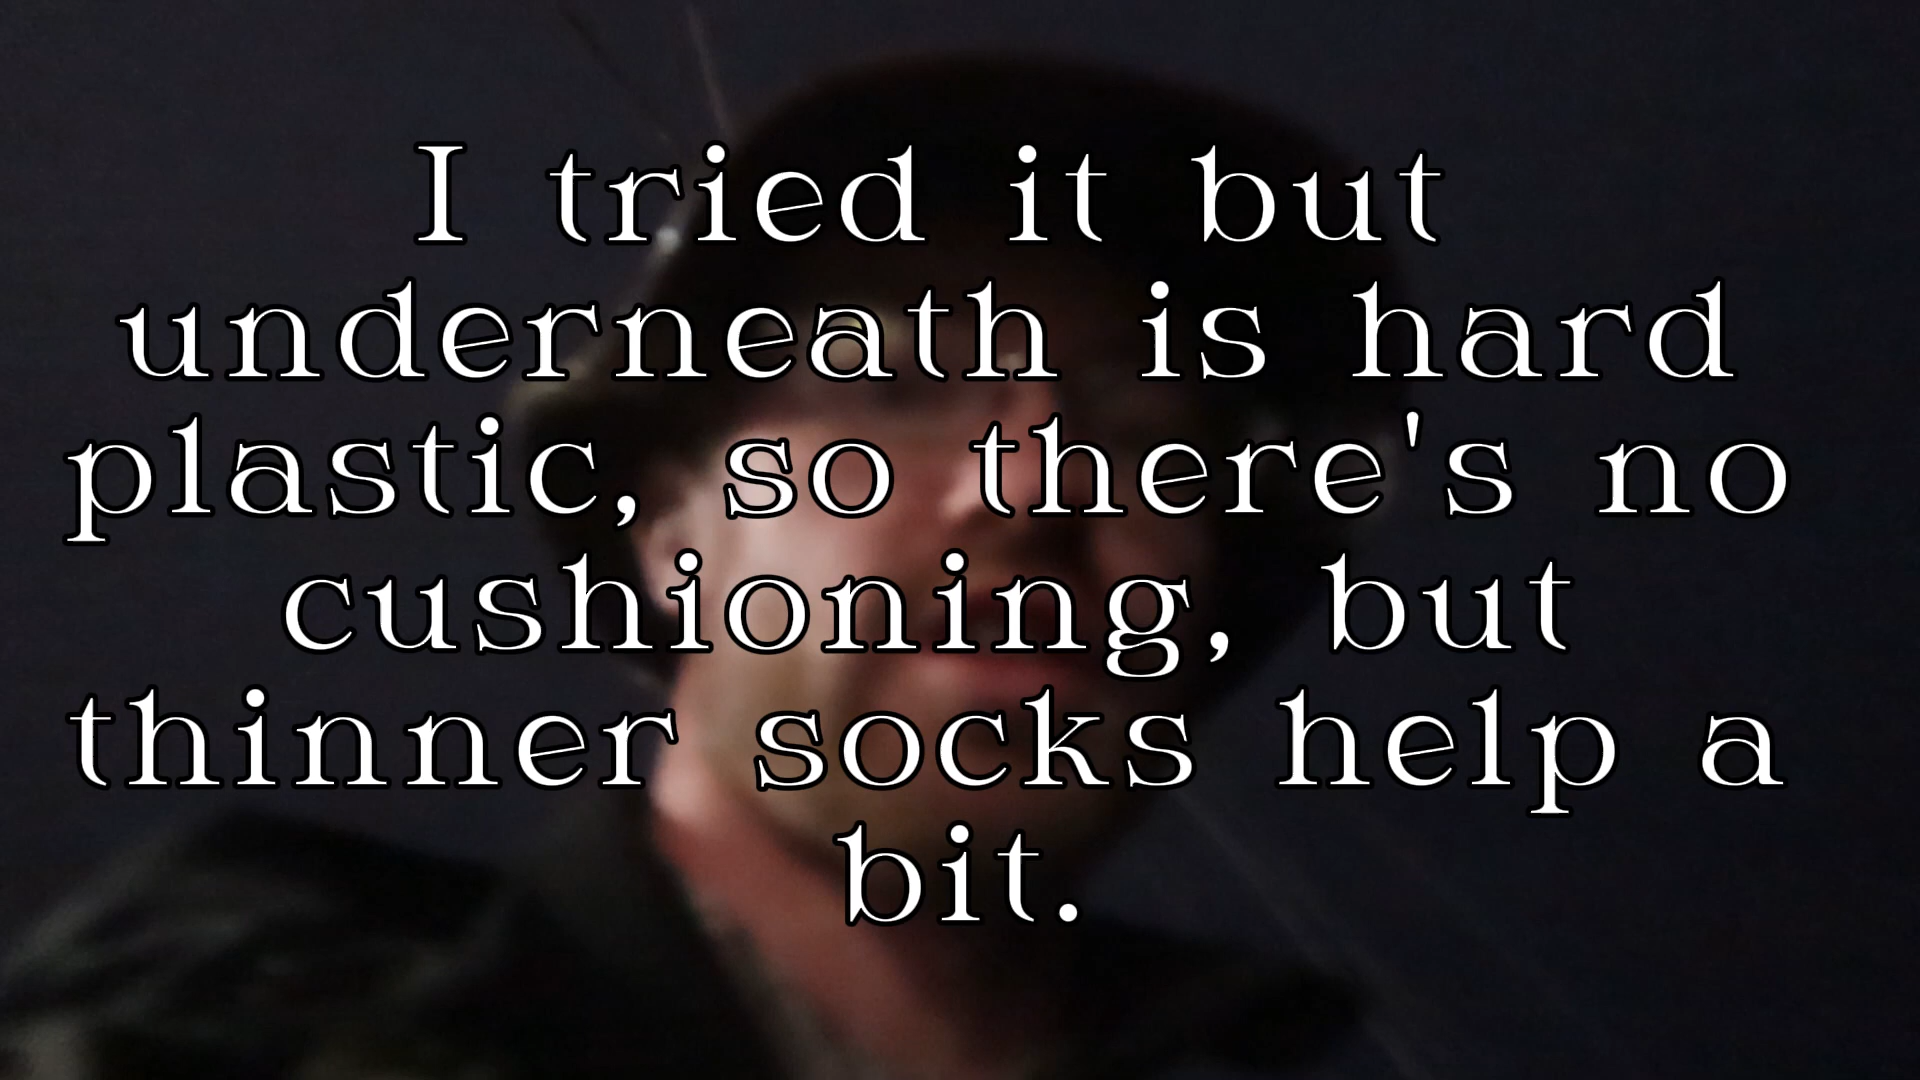 I tried it but
underneath is hard
plastic, so there's no
cushioning, but
thinner socks help a
bit.